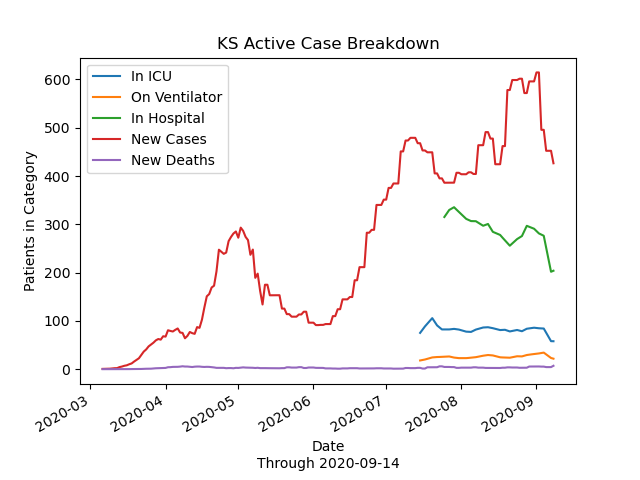 KS Active Case Breakdown
In ICU
On Ventilator
In Hospital
New Cases
New Deaths
Patients in Category
600
500
400
300
200
100
0
2020-03
2020-04
2020-05
2020-06
2020-07
2020-08
2020-09
Date
Through 2020-09-14